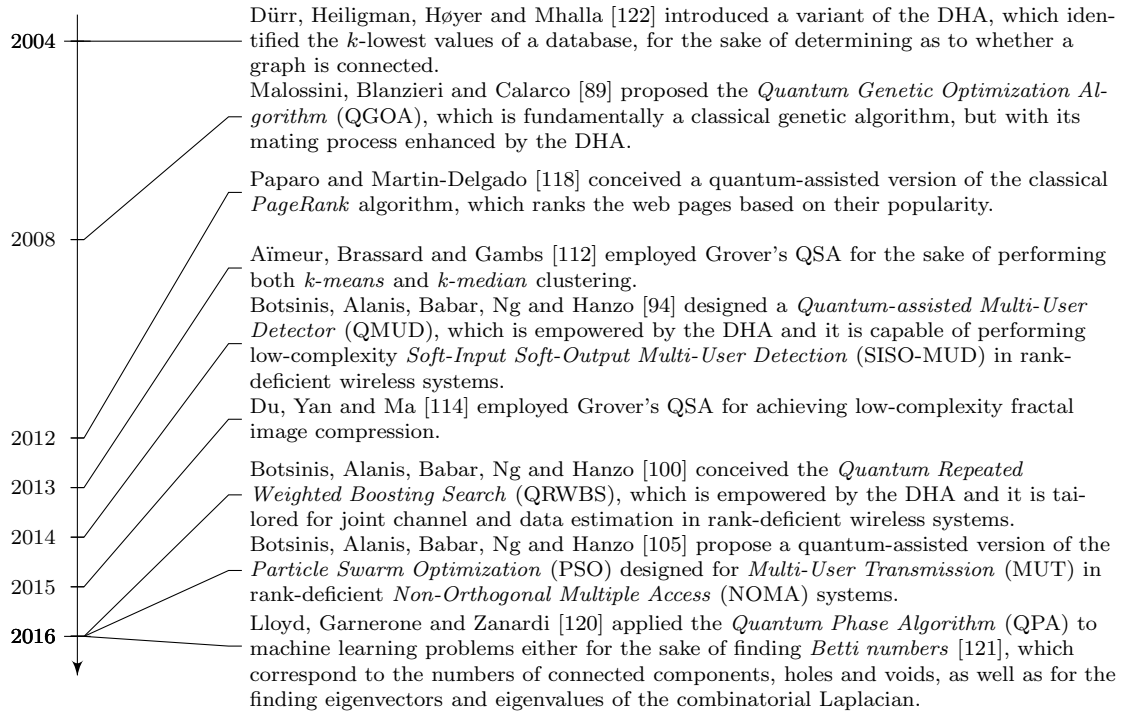 2004
Dürr, Heiligman, Høyer and Mhalla [122] introduced a variant of the DHA, which iden-
tified the k-lowest values of a database, for the sake of determining as to whether a
graph is connected.
Malossini, Blanzieri and Calarco [89] proposed the Quantum Genetic Optimization Al-
gorithm (QGOA), which is fundamentally a classical genetic algorithm, but with its
mating process enhanced by the DHA.
Paparo and Martin-Delgado [118] conceived a quantum-assisted version of the classical
PageRank algorithm, which ranks the web pages based on their popularity.
2008
Aïmeur, Brassard and Gambs [112] employed Grover's QSA for the sake of performing
both k-means and k-median clustering.
Botsinis, Alanis, Babar, Ng and Hanzo [94] designed a Quantum-assisted Multi-User
Detector (QMUD), which is empowered by the DHA and it is capable of performing
low-complexity Soft-Input Soft-Output Multi-User Detection (SISO-MUD) in rank-
deficient wireless systems.
Du, Yan and Ma [114] employed Grover's QSA for achieving low-complexity fractal
image compression.
2012
Botsinis, Alanis, Babar, Ng and Hanzo [100] conceived the Quantum Repeated
Weighted Boosting Search (QRWBS), which is empowered by the DHA and it is tai-
lored for joint channel and data estimation in rank-deficient wireless systems.
2013
2014
Botsinis, Alanis, Babar, Ng and Hanzo [105] propose a quantum-assisted version of the
Particle Swarm Optimization (PSO) designed for Multi-User Transmission (MUT) in
rank-deficient Non-Orthogonal Multiple Access (NOMA) systems.
2015
2016
Lloyd, Garnerone and Zanardi [120] applied the Quantum Phase Algorithm (QPA) to
machine learning problems either for the sake of finding Betti numbers [121], which
correspond to the numbers of connected components, holes and voids, as well as for the
finding eigenvectors and eigenvalues of the combinatorial Laplacian.